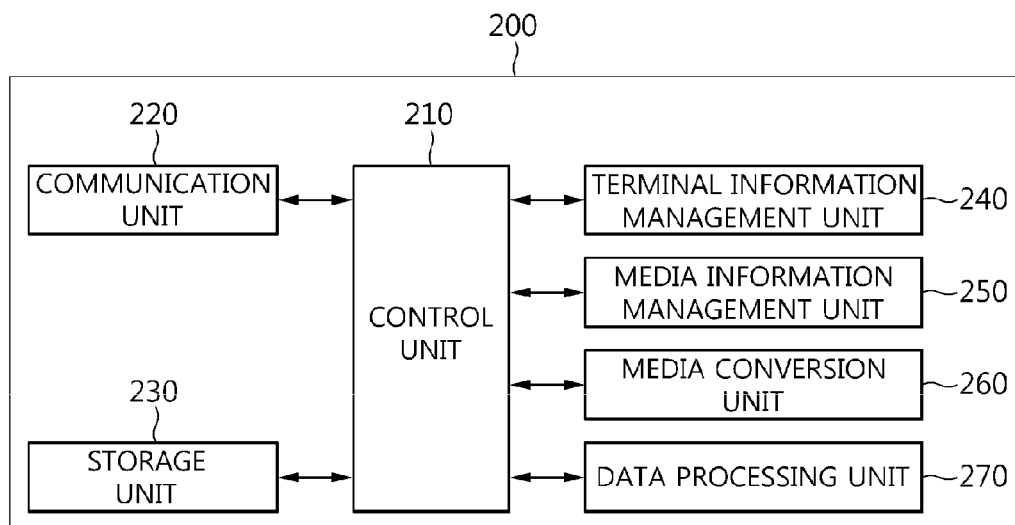 200
220
210
COMMUNICATION
UNIT
TERMINAL INFORMATION
MANAGEMENT UNIT
240
MEDIA INFORMATION
MANAGEMENT UNIT
250
CONTROL
UNIT
MEDIA CONVERSION
UNIT
260
230
STORAGE
UNIT
DATA PROCESSING UNIT
270